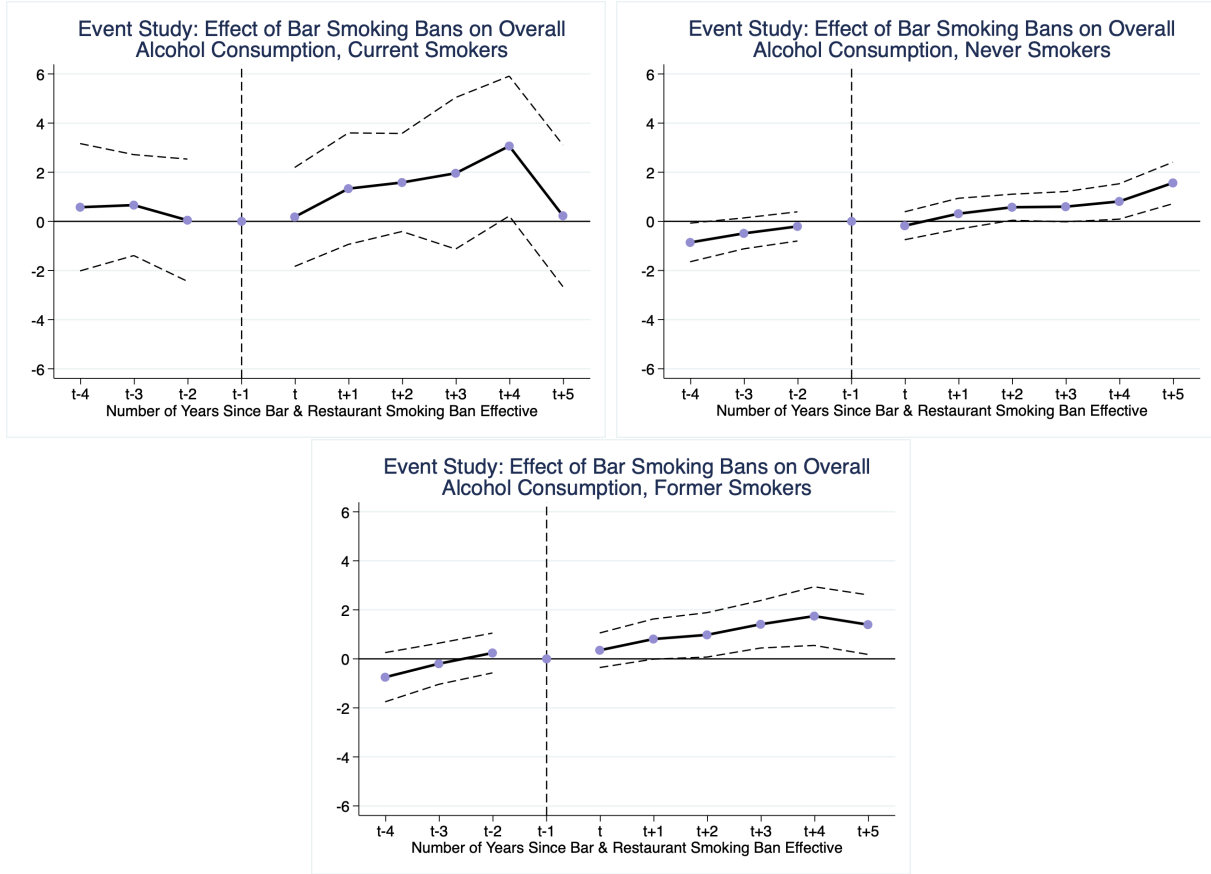 Event Study: Effect of Bar Smoking Bans on Overall
Alcohol Consumption, Current Smokers
6
4
2
0
-2
-4
-6
t-4 t-3 t-2 t-1 t t+1 t+2 t+3 t+4 t+5
Number of Years Since Bar & Restaurant Smoking Ban Effective
Event Study: Effect of Bar Smoking Bans on Overall
Alcohol Consumption, Never Smokers
6
4
2
0
-2
-4
-6
t-4 t-3 t-2 t-1 t t+1 t+2 t+3 t+4 t+5
Number of Years Since Bar & Restaurant Smoking Ban Effective
Event Study: Effect of Bar Smoking Bans on Overall
Alcohol Consumption, Former Smokers
6
4
2
0
-2
-4
-6
t-4 t-3 t-2 t-1 t t+1 t+2 t+3 t+4 t+5
Number of Years Since Bar & Restaurant Smoking Ban Effective